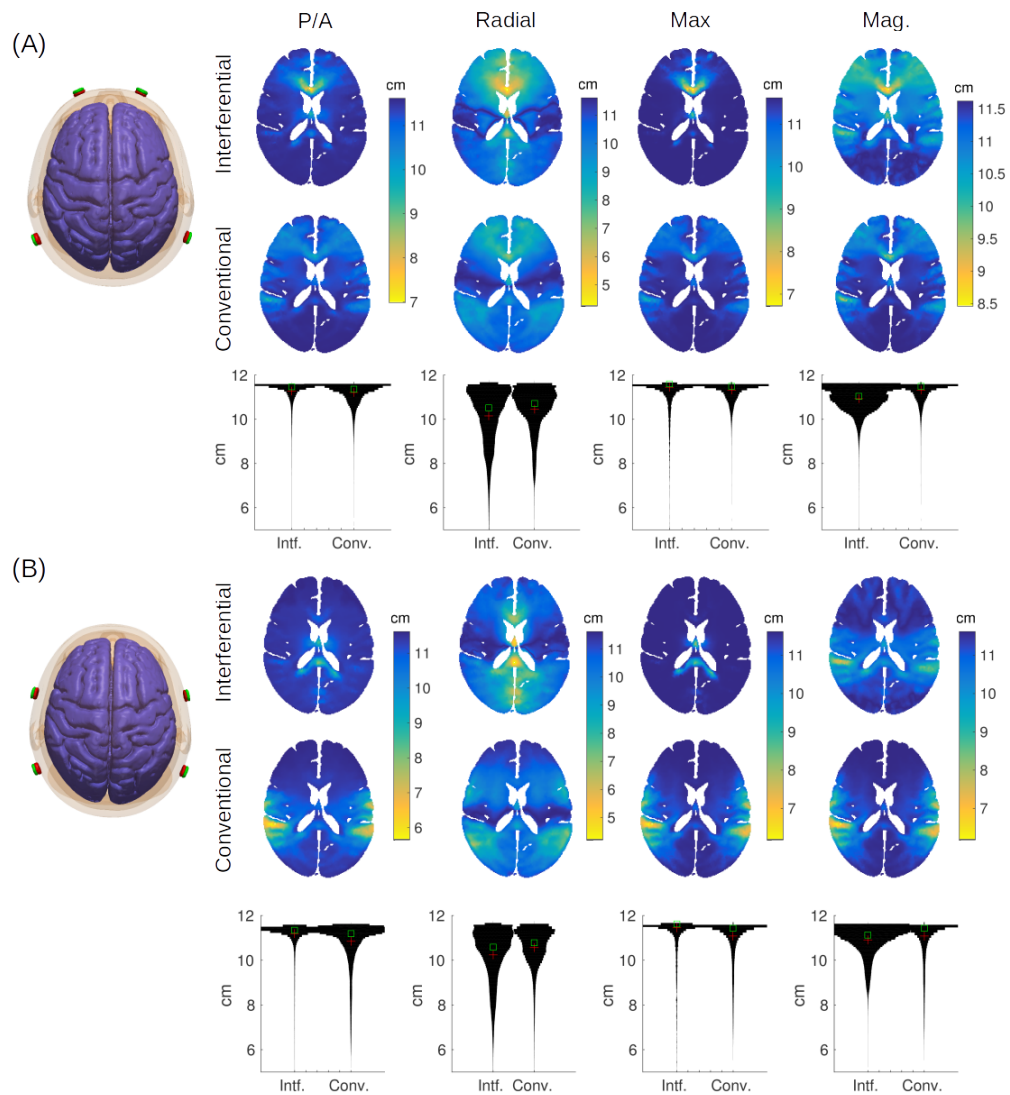 P/A Radial Max Mag.
(A)
Interferential
cm cm cm cm
11 10 9 8 7
11 10 9 8 7 6 5
11 10 9 8 7
11.5 11 10.5 10 9.5 9 8.5
Conventional
12 10 8 6 cm Intf. Conv.
12 10 8 6 cm Intf. Conv.
12 10 8 6 cm Intf. Conv.
12 10 8 6 cm Intf. Conv.
(B)
Interferential
cm cm cm cm
11 10 9 8 7 6
11 10 9 8 7 6 5
11 10 9 8 7
11 10 9 8 7
Conventional
12 10 8 6 cm Intf. Conv.
12 10 8 6 cm Intf. Conv.
12 10 8 6 cm Intf. Conv.
12 10 8 6 cm Intf. Conv.